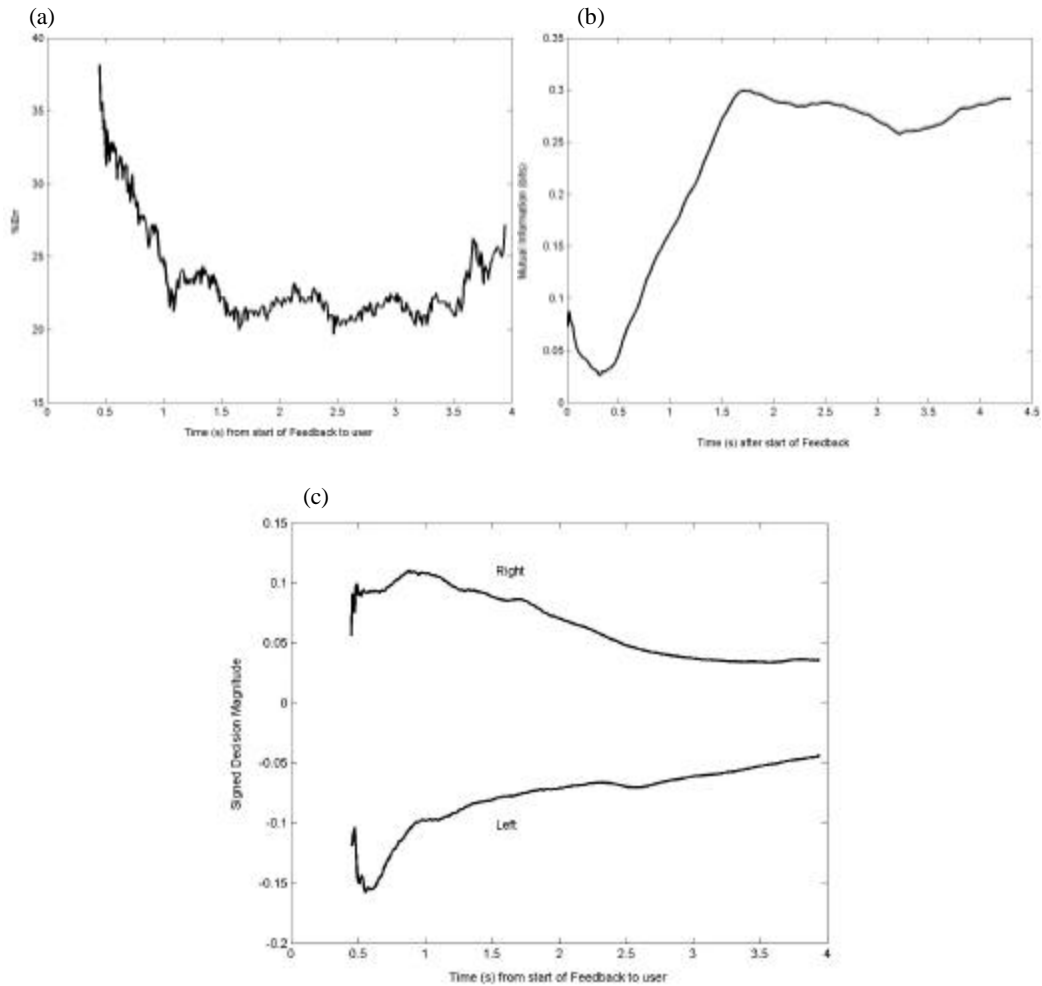 (a)
40
35
30
25
20
15
%Err
0 0.5 1 1.5 2 2.5 3 3.5 4
Time (s) from start of Feedback to user
(b)
0.35
0.3
0.25
0.2
0.15
0.1
0.05
0
Mutual Information (bits)
0 0.5 1 1.5 2 2.5 3 3.5 4 4.5
Time (s) after start of Feedback
(c)
0.15
0.1
0.05
0
-0.05
-0.1
-0.15
-0.2
Signed Decision Magnitude
Right
Left
0 0.5 1 1.5 2 2.5 3 3.5 4
Time (s) from start of Feedback to user